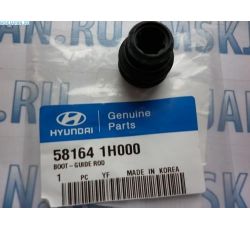 HYUNDAI
Genuine
Parts
58164 1H000
BOOT - GUIDE ROD
1 PC YF MADE IN KOREA